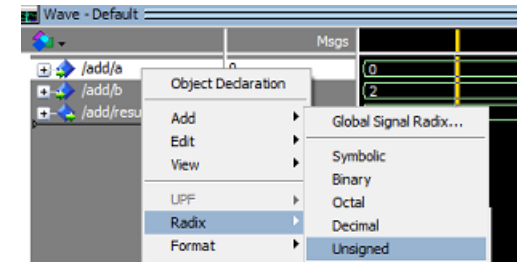 Wave - Default
Msgs
/add/a
0
(0
/add/b
(2
/add/resu
Object Declaration
Add
Edit
View
UPF
Radix
Format
Global Signal Radix...
Symbolic
Binary
Octal
Decimal
Unsigned